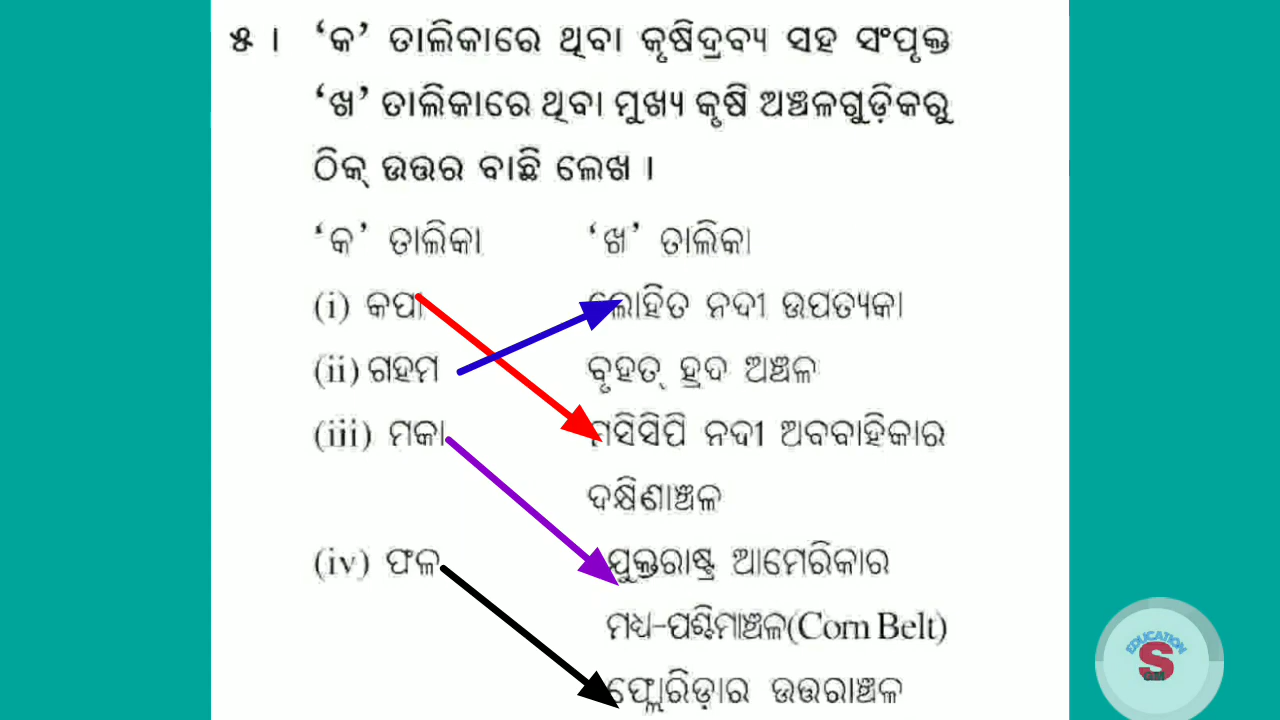 ୫ । ‘କ’ ତାଲିକାରେ ଥିବା କୃଷିଦ୍ରବ୍ୟ ସହ ସଂପୃକ୍ତ
‘ଖ’ ତାଲିକାରେ ଥିବା ମୁଖ୍ୟ କୃଷି ଅଞ୍ଚଳଗୁଡ଼ିକରୁ
ଠିକ୍ ଉତ୍ତର ବାଛି ଲେଖ ।
‘କ’ ତାଲିକା ‘ଖ’ ତାଲିକା
(i) କପା ଲୋହିତ ନଦୀ ଉପତ୍ୟକା
(ii) ଗହମ ବୃହତ୍ ହ୍ରଦ ଅଞ୍ଚଳ
(iii) ମକା ମିସିସିପି ନଦୀ ଅବବାହିକାର
ଦକ୍ଷିଣାଞ୍ଚଳ
(iv) ଫଳ ଯୁକ୍ତରାଷ୍ଟ୍ର ଆମେରିକାର
ମଧ୍ୟ-ପଶ୍ଚିମାଞ୍ଚଳ(Corn Belt)
ଫ୍ଲୋରିଡ଼ାର ଉତ୍ତରାଞ୍ଚଳ
EDUCATION
S